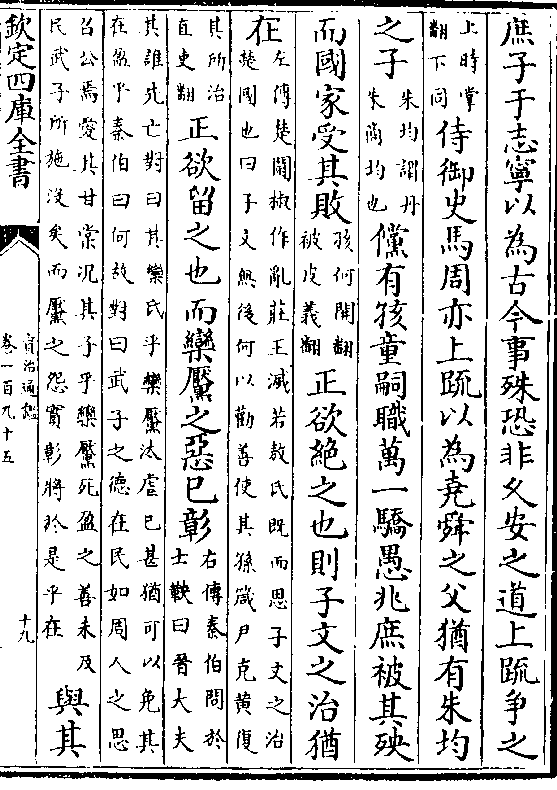 庶子于志寧以為古今事殊恐非久安之道上疏争之
上時掌
翻下同
侍御史馬周亦上疏以為堯舜之父猶有朱均
之子
朱均謂丹
朱商均也
儻有孩童嗣職萬一驕愚兆庶被其殃
而國家受其敗
孩何開翻
被皮義翻
正欲絶之也則子文之治猶
在
左傳楚鬬椒作亂莊王滅若敖氏既而思子文之治
楚國也曰子文無後何以勸善使其孫箴尹克黄復
其所治
直吏翻
正欲留之也而欒黶之惡已彰
右傳秦伯問於
士鞅曰晉大夫
其誰先亡對曰其欒氏乎欒黶汰虐已甚猶可以免其
在盈乎秦伯曰何故對曰武子之德在民如周人之思
召公焉愛其甘棠況其子乎欒黶死盈之善未及
民武子所施没矣而黶之怨實彰將於是乎在
與其
欽定四庫全書
資治通鑑
卷一百九十五
十九